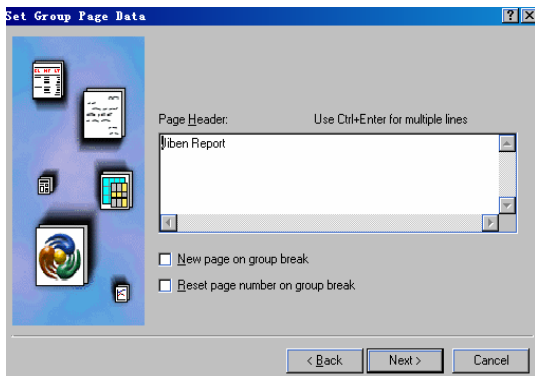 Set Group Page Data
Page Header: Use Ctrl+Enter for multiple lines
Jiben Report
New page on group break
Reset page number on group break
< Back Next > Cancel